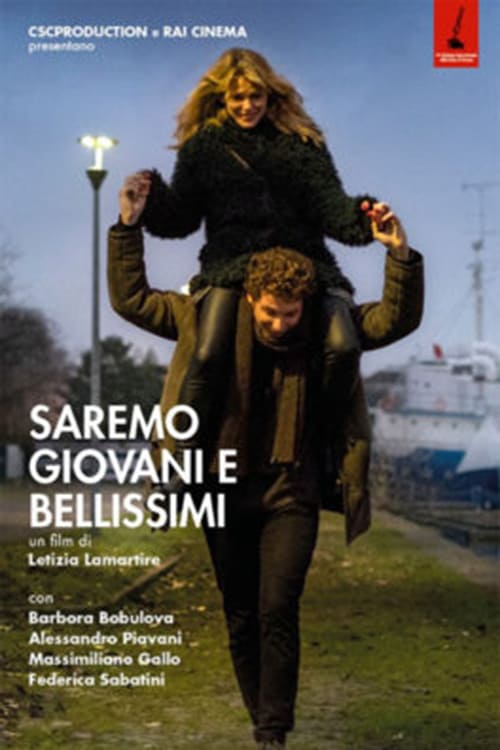 CSCPRODUCTION e RAI CINEMA
presentano
SAREMO
GIOVANI E
BELLISSIMI
un film di
Letizia Lamartire
con
Barbora Bobulova
Alessandro Piavani
Massimiliano Gallo
Federica Sabatini